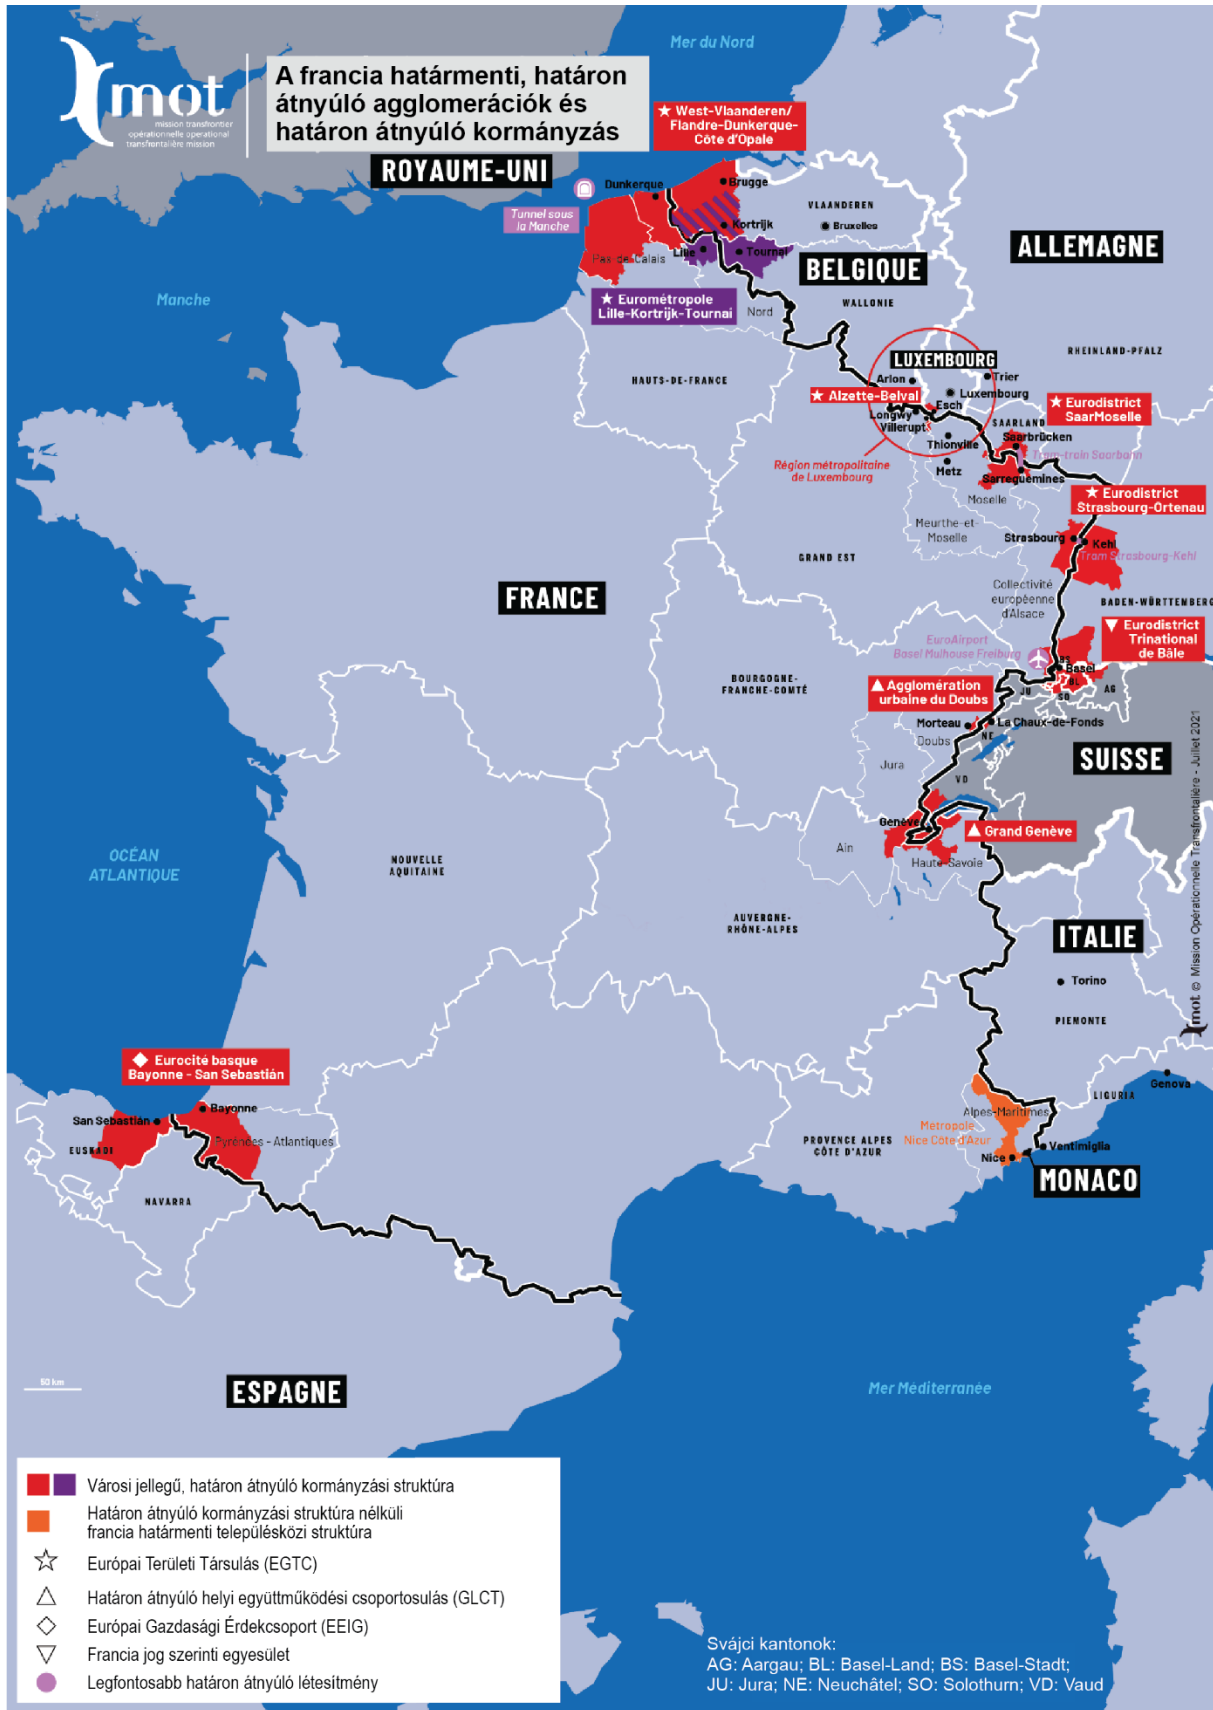 mot
mission transfrontier
opérationnelle operational
transfrontalière mission
A francia határmenti, határon
átnyúló agglomerációk és
határon átnyúló kormányzás
Mer du Nord
★ West-Vlaanderen/
Flandre-Dunkerque-
Côte d'Opale
ROYAUME-UNI
Dunkerque
Brugge
Tunnel sous
la Manche
VLAANDEREN
Kortrijk
Bruxelles
ALLEMAGNE
Pas-de-Calais
Lille
Tournai
BELGIQUE
Manche
★ Eurométropole
Lille-Kortrijk-Tournai
Nord
WALLONIE
RHEINLAND-PFALZ
LUXEMBOURG
HAUTS-DE-FRANCE
Arlon
Trier
★ Alzette-Belval
Luxembourg
Esch
★ Eurodistrict
SaarMoselle
Longwy
Villerupt
SAARLAND
Saarbrücken
Thionville
Tram-train Saarbahn
Région métropolitaine
de Luxembourg
Metz
Sarreguemines
Moselle
★ Eurodistrict
Strasbourg-Ortenau
Meurthe-et-
Moselle
Strasbourg
Kehl
Tram Strasbourg-Kehl
GRAND EST
FRANCE
Collectivité
européenne
d'Alsace
BADEN-WÜRTTEMBERG
▼ Eurodistrict
Trinational
de Bâle
EuroAirport
Basel Mulhouse Freiburg
BS
Basel
BL
BOURGOGNE-
FRANCHE-COMTÉ
▲ Agglomération
urbaine du Doubs
JU
SO
AG
Morteau
La Chaux-de-Fonds
Doubs
NE
SUISSE
Jura
VD
Genève
▲ Grand Genève
OCÉAN
ATLANTIQUE
Ain
Haute-Savoie
NOUVELLE
AQUITAINE
AUVERGNE-
RHÔNE-ALPES
ITALIE
Torino
PIEMONTE
mot © Mission Opérationnelle Transfrontalière - Juillet 2021
◆ Eurocité basque
Bayonne - San Sebastián
Genova
LIGURIA
San Sebastián
Bayonne
Alpes-Maritimes
Métropole
Nice Côte d'Azur
EUSKADI
Pyrénées - Atlantiques
PROVENCE ALPES
CÔTE D'AZUR
Ventimiglia
Nice
MONACO
NAVARRA
50 km
ESPAGNE
Mer Méditerranée
Városi jellegű, határon átnyúló kormányzási struktúra
Határon átnyúló kormányzási struktúra nélküli
francia határmenti településközi struktúra
Európai Területi Társulás (EGTC)
Határon átnyúló helyi együttműködési csoportosulás (GLCT)
Európai Gazdasági Érdekcsoport (EEIG)
Francia jog szerinti egyesület
Legfontosabb határon átnyúló létesítmény
Svájci kantonok:
AG: Aargau; BL: Basel-Land; BS: Basel-Stadt;
JU: Jura; NE: Neuchâtel; SO: Solothurn; VD: Vaud